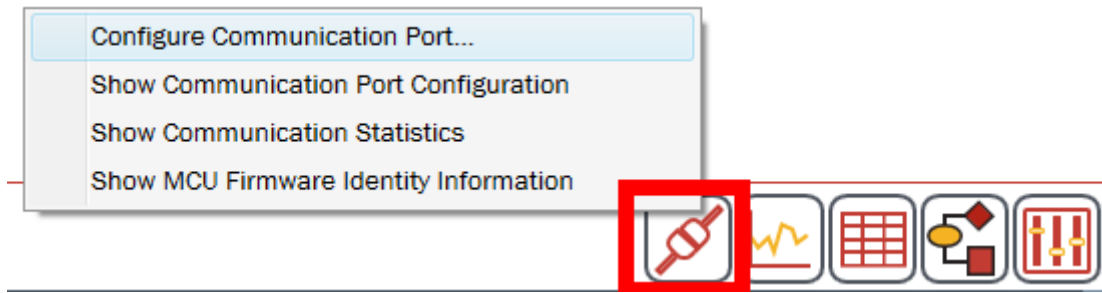 Configure Communication Port...
Show Communication Port Configuration
Show Communication Statistics
Show MCU Firmware Identity Information